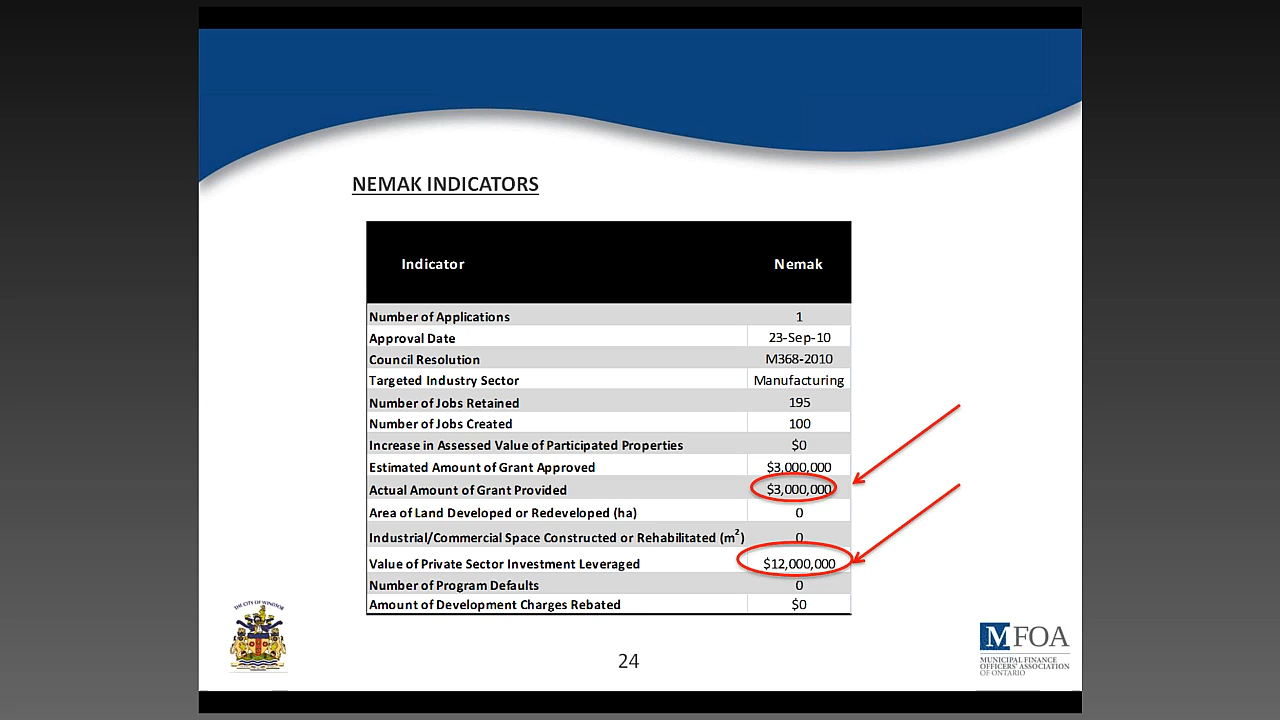 NEMAK INDICATORS
Indicator Nemak
Number of Applications 1
Approval Date 23-Sep-10
Council Resolution M368-2010
Targeted Industry Sector Manufacturing
Number of Jobs Retained 195
Number of Jobs Created 100
Increase in Assessed Value of Participated Properties $0
Estimated Amount of Grant Approved $3,000,000
Actual Amount of Grant Provided $3,000,000
Area of Land Developed or Redeveloped (ha) 0
Industrial/Commercial Space Constructed or Rehabilitated (m²) 0
Value of Private Sector Investment Leveraged $12,000,000
Number of Program Defaults 0
Amount of Development Charges Rebated $0
THE CITY OF WINDSOR
24
MFOA
MUNICIPAL FINANCE
OFFICERS' ASSOCIATION
OF ONTARIO